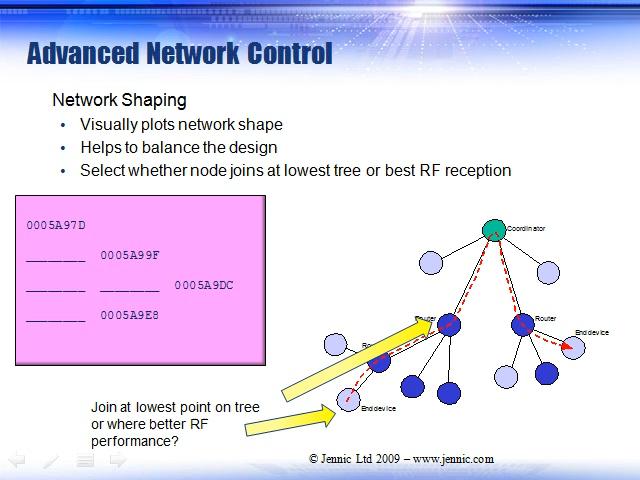 Advanced Network Control
Network Shaping
• Visually plots network shape
• Helps to balance the design
• Select whether node joins at lowest tree or best RF reception
0005A97D
________ 0005A99F
________ ________ 0005A9DC
________ 0005A9E8
Coordinator
Router
Router
End device
End device
Join at lowest point on tree
or where better RF
performance?
© Jennic Ltd 2009 – www.jennic.com